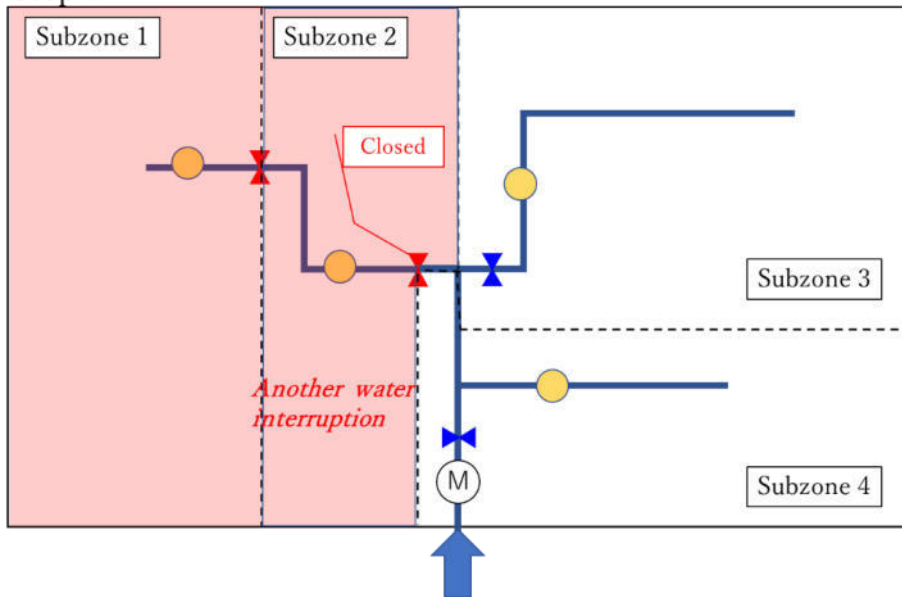 Subzone 1
Subzone 2
Closed
Subzone 3
Another water
interruption
M
Subzone 4